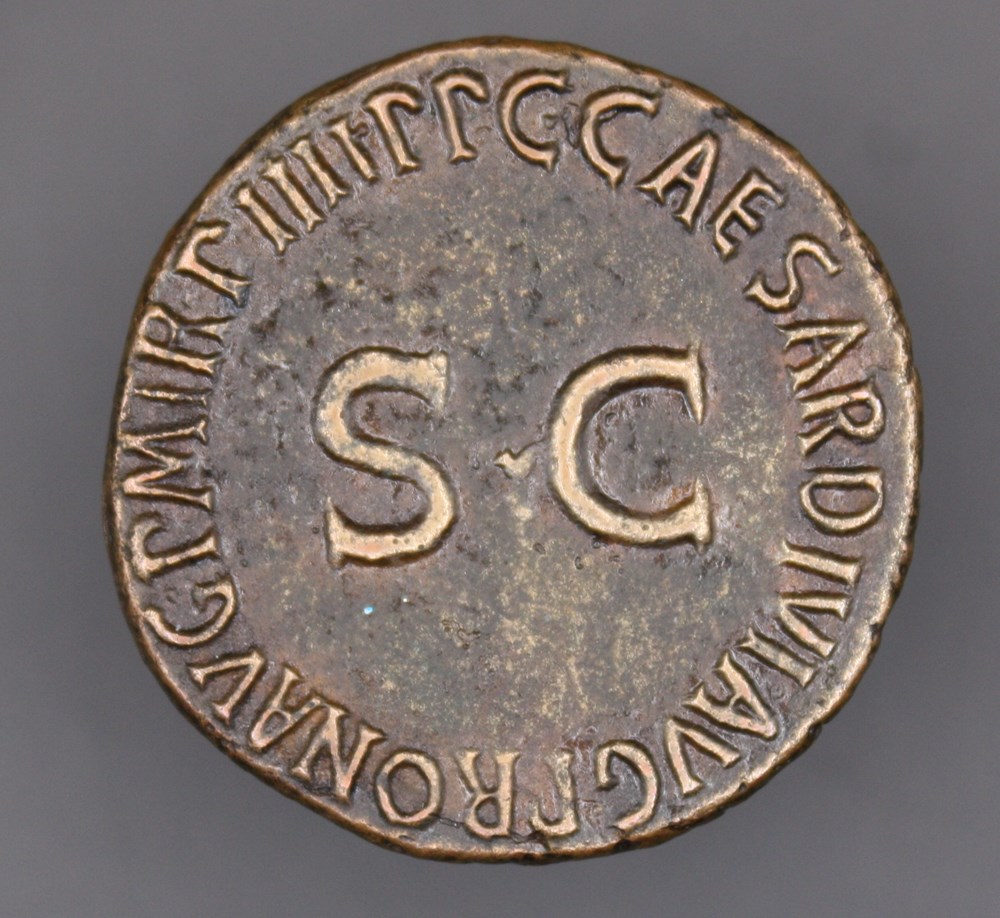 C CAESAR DIVI AVG PRON AVG P M TR P IIII P P
S C